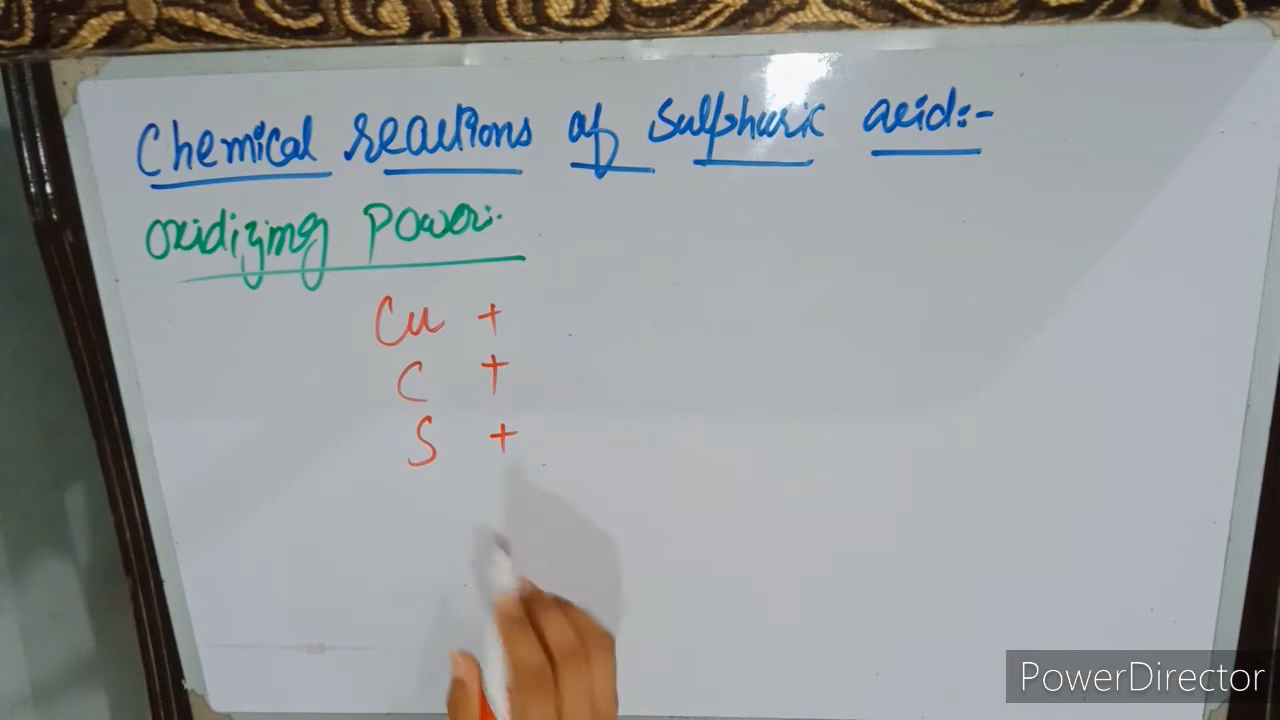 Chemical reactions of Sulphuric acid:-
oxidizing Power:
Cu +
C +
S +
PowerDirector